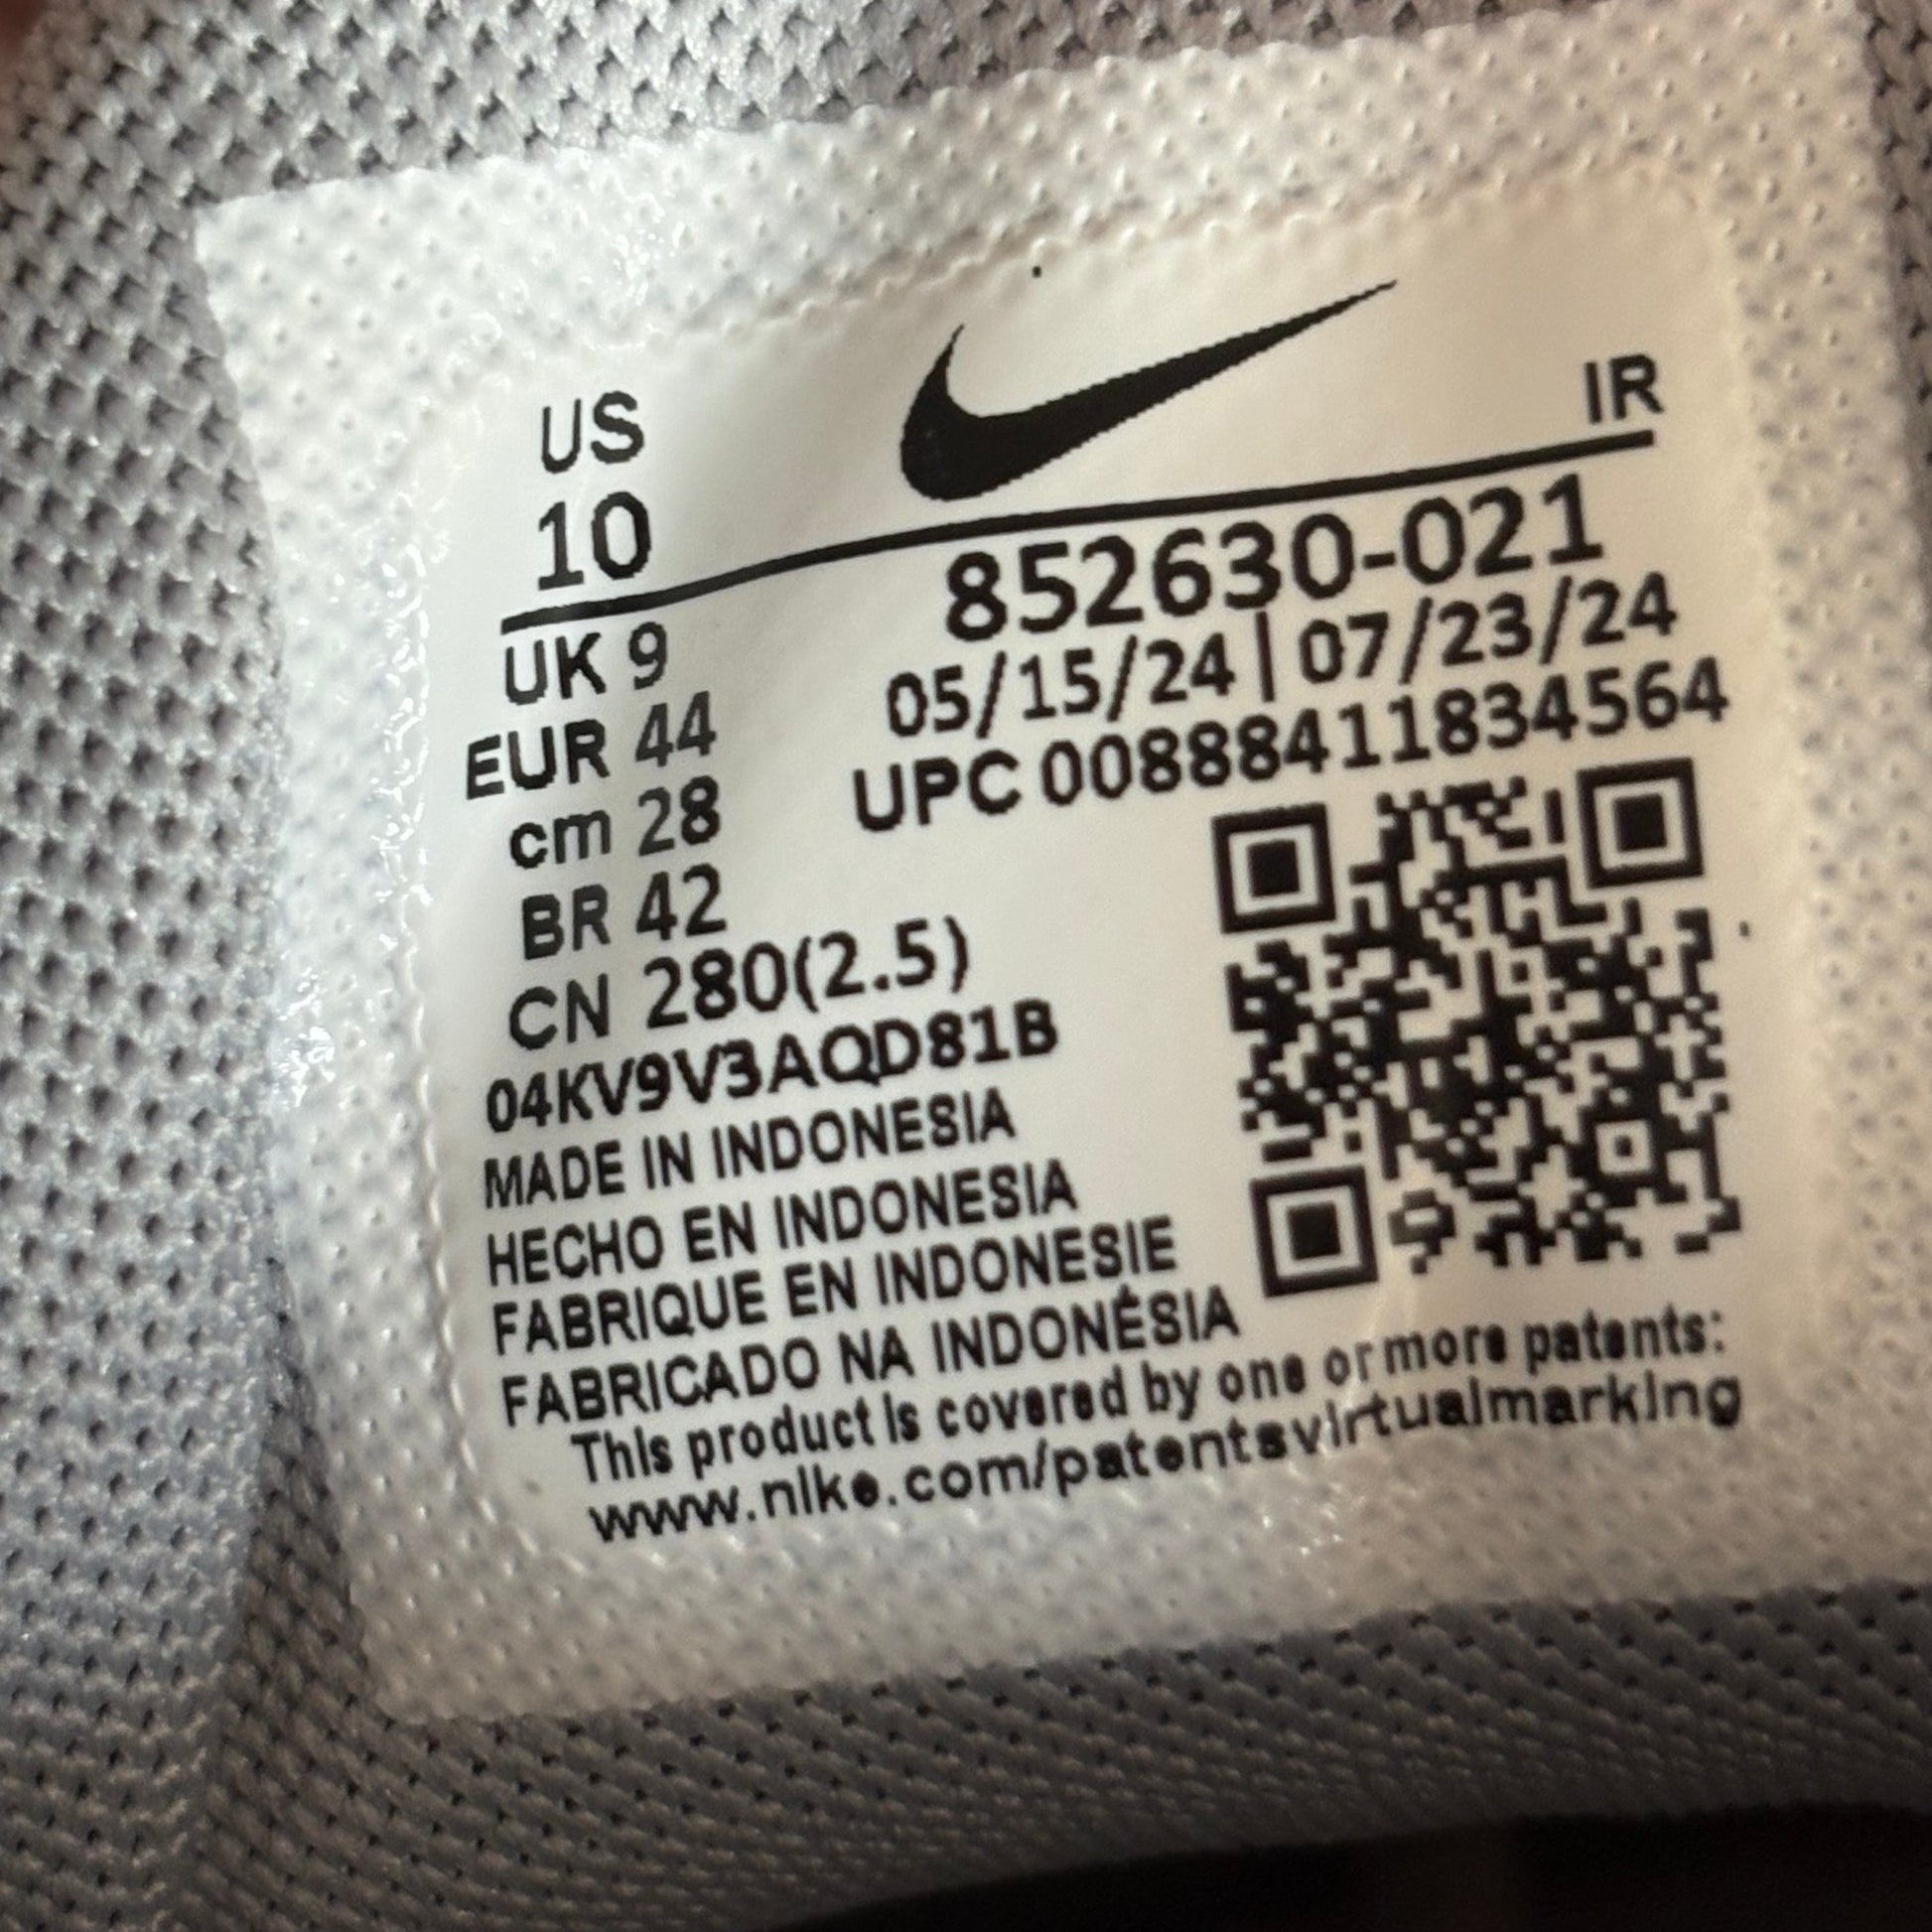 US
10
IR
852630-021
05/15/24|07/23/24
UPC 00888411834564
UK 9
EUR 44
cm 28
BR 42
CN 280(2.5)
04KV9V3AQD81B
MADE IN INDONESIA
HECHO EN INDONESIA
FABRIQUE EN INDONESIE
FABRICADO NA INDONÉSIA
This product is covered by one or more patents:
www.nike.com/patentsvirtualmarking